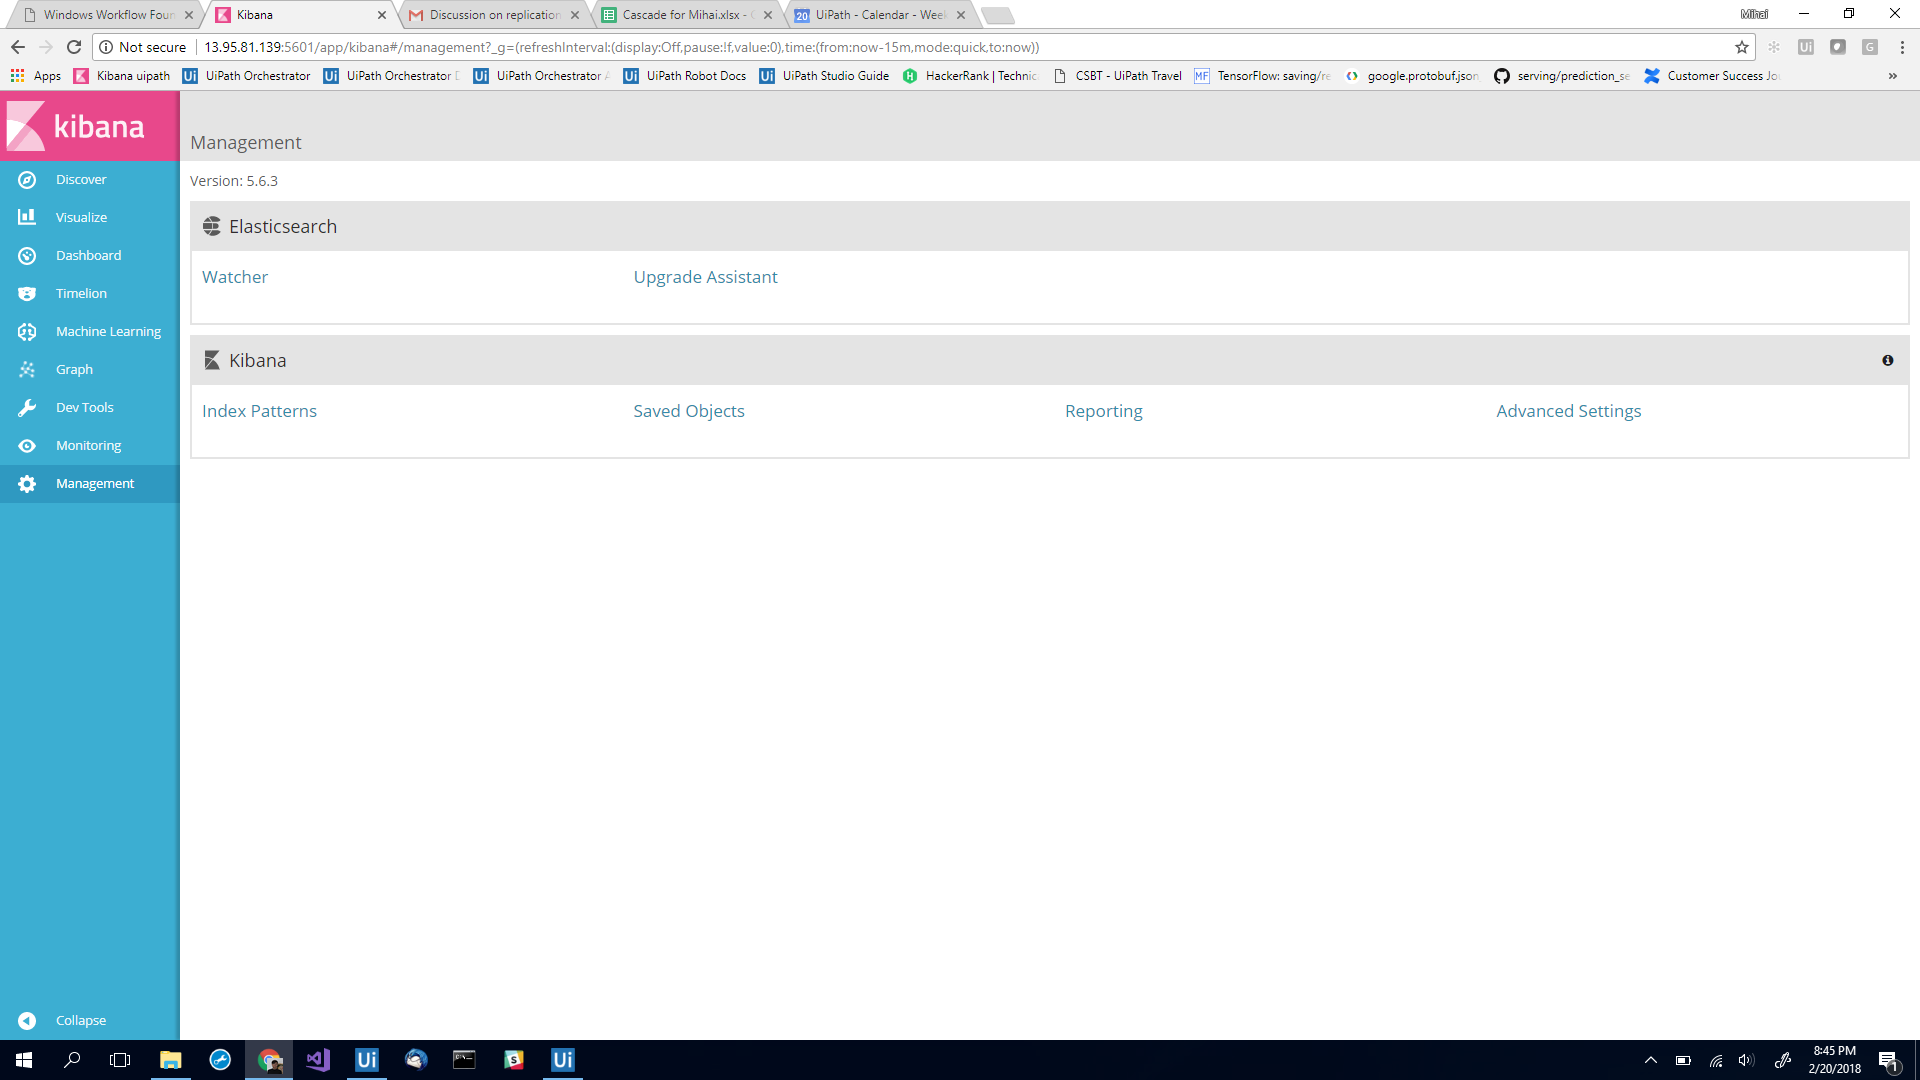 Windows Workflow Foun
Kibana
Discussion on replication
Cascade for Mihai.xlsx -
UiPath - Calendar - Week
Mihai
Not secure
13.95.81.139:5601/app/kibana#/management?_g=(refreshInterval:(display:Off,pause:!f,value:0),time:(from:now-15m,mode:quick,to:now))
Apps
Kibana uipath
UiPath Orchestrator
UiPath Orchestrator
UiPath Orchestrator
UiPath Robot Docs
UiPath Studio Guide
HackerRank | Technic
CSBT - UiPath Travel
TensorFlow: saving/re
google.protobuf.json
serving/prediction_se
Customer Success Jou
kibana
Discover
Visualize
Dashboard
Timelion
Machine Learning
Graph
Dev Tools
Monitoring
Management
Collapse
Management
Version: 5.6.3
Elasticsearch
Watcher
Upgrade Assistant
Kibana
Index Patterns
Saved Objects
Reporting
Advanced Settings
8:45 PM
2/20/2018
1